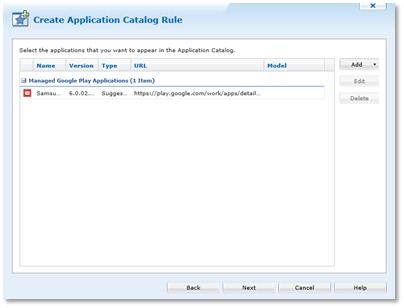 Create Application Catalog Rule
Select the applications that you want to appear in the Application Catalog.
Name Version Type URL Model
Managed Google Play Applications (1 Item)
Samsu... 6.0.02.... Sugges... https://play.google.com/work/apps/detail...
Add
Edit
Delete
Back Next Cancel Help